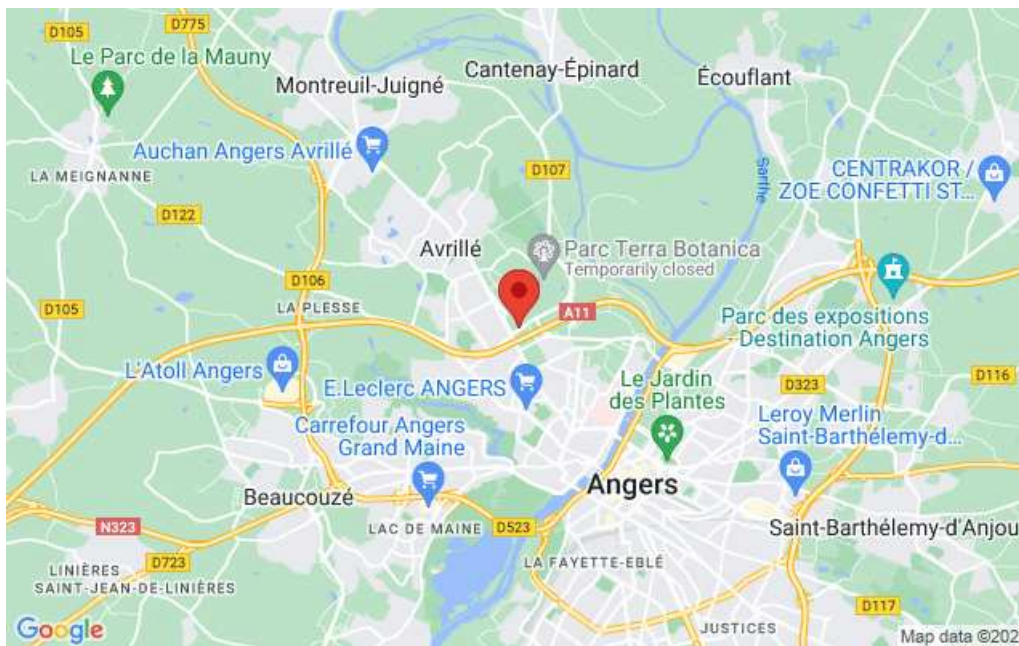 D105
D775
Le Parc de la Mauny
Montreuil-Juigné
Cantenay-Épinard
Écouflant
Auchan Angers Avrillé
LA MEIGNANNE
D107
Sarthe
CENTRAKOR /
ZOE CONFETTI ST...
D122
Avrillé
Parc Terra Botanica
Temporarily closed
D106
LA PLESSE
D105
A11
Parc des expositions
- Destination Angers
L'Atoll Angers
E.Leclerc ANGERS
Le Jardin
des Plantes
D323
D116
Carrefour Angers
Grand Maine
Leroy Merlin
Saint-Barthélemy-d...
Beaucouzé
Angers
N323
LAC DE MAINE
D523
Saint-Barthélemy-d'Anjou
D723
LINIÈRES
SAINT-JEAN-DE-LINIÈRES
LA FAYETTE-EBLÉ
D117
JUSTICES
Google
Map data ©202